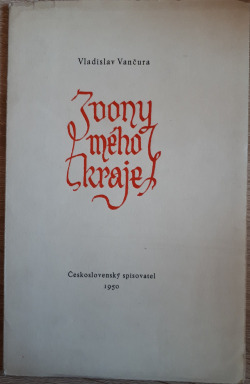 Vladislav Vančura
Zvony
mého
kraje
Československý spisovatel
1950